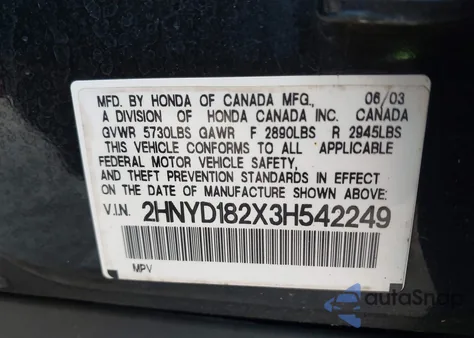 MFD. BY HONDA OF CANADA MFG., 06/03
A DIVISION OF HONDA CANADA INC. CANADA
GVWR 5730LBS GAWR F 2890LBS R 2945LBS
THIS VEHICLE CONFORMS TO ALL APPLICABLE
FEDERAL MOTOR VEHICLE SAFETY,
AND THEFT PREVENTION STANDARDS IN EFFECT
ON THE DATE OF MANUFACTURE SHOWN ABOVE.
V.I.N. 2HNYD182X3H542249
MPV
autoSnap